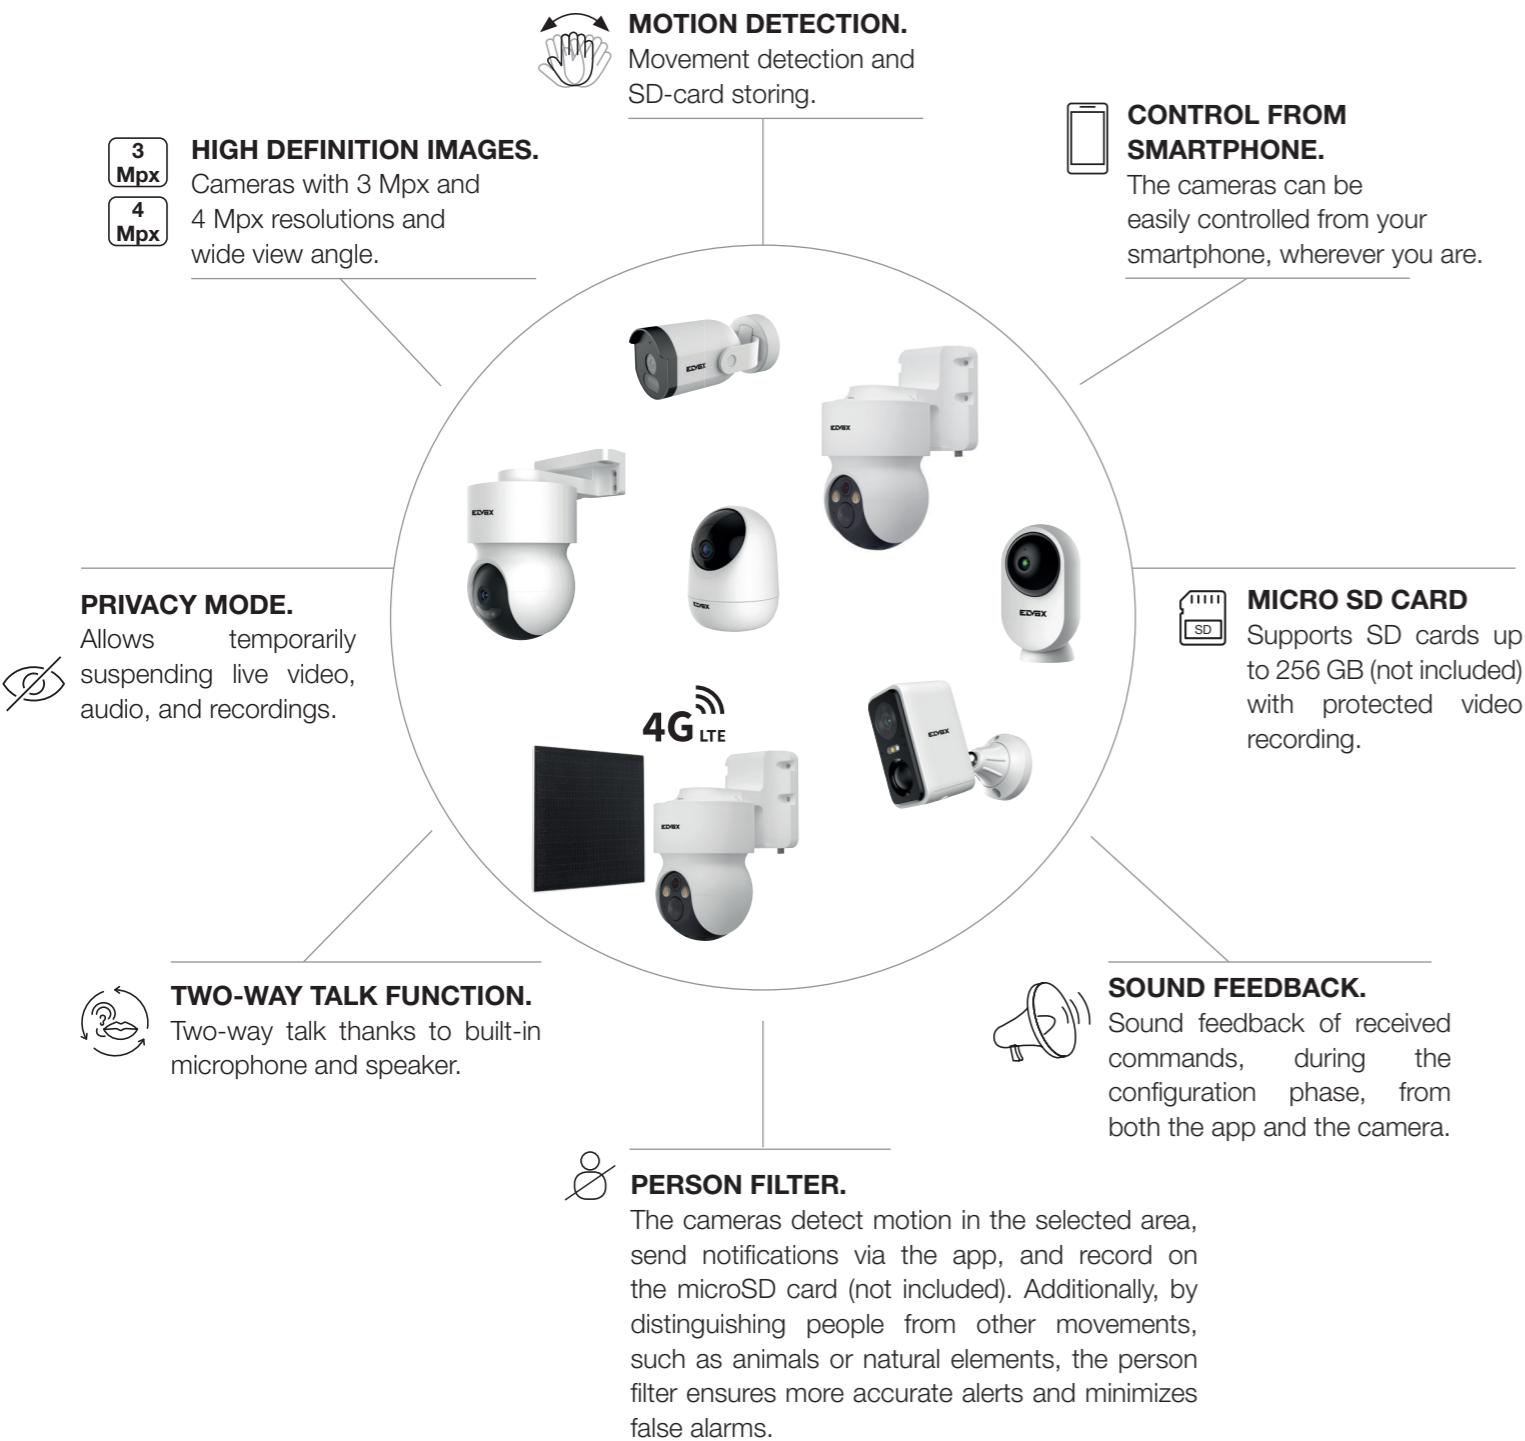 MOTION DETECTION.
Movement detection and
SD-card storing.
3
Mpx
4
Mpx
HIGH DEFINITION IMAGES.
Cameras with 3 Mpx and
4 Mpx resolutions and
wide view angle.
CONTROL FROM
SMARTPHONE.
The cameras can be
easily controlled from your
smartphone, wherever you are.
ELVOX
ELVOX
ELVOX
ELVOX
ELVOX
PRIVACY MODE.
Allows temporarily
suspending live video,
audio, and recordings.
SD
MICRO SD CARD
Supports SD cards up
to 256 GB (not included)
with protected video
recording.
4G LTE
ELVOX
ELVOX
TWO-WAY TALK FUNCTION.
Two-way talk thanks to built-in
microphone and speaker.
SOUND FEEDBACK.
Sound feedback of received
commands, during the
configuration phase, from
both the app and the camera.
PERSON FILTER.
The cameras detect motion in the selected area,
send notifications via the app, and record on
the microSD card (not included). Additionally, by
distinguishing people from other movements,
such as animals or natural elements, the person
filter ensures more accurate alerts and minimizes
false alarms.